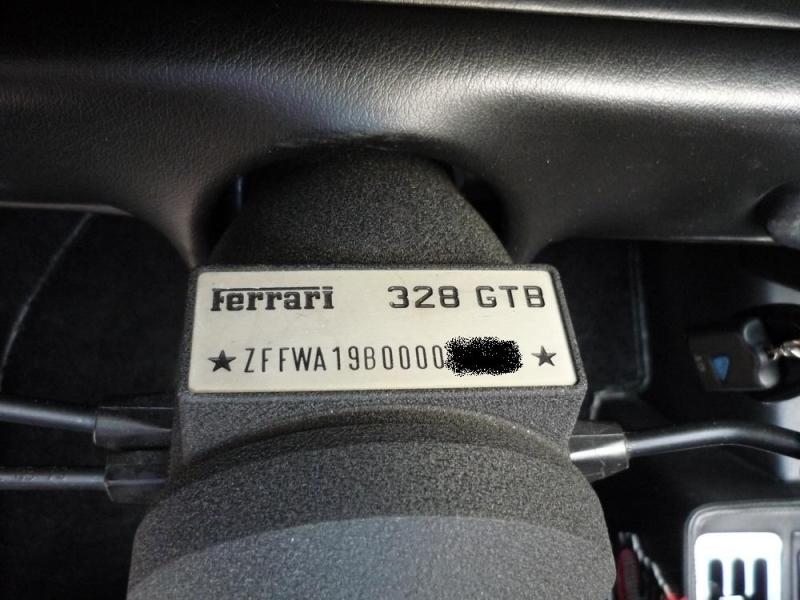 Ferrari 328 GTB
★ ZFFWA19B0000 ★